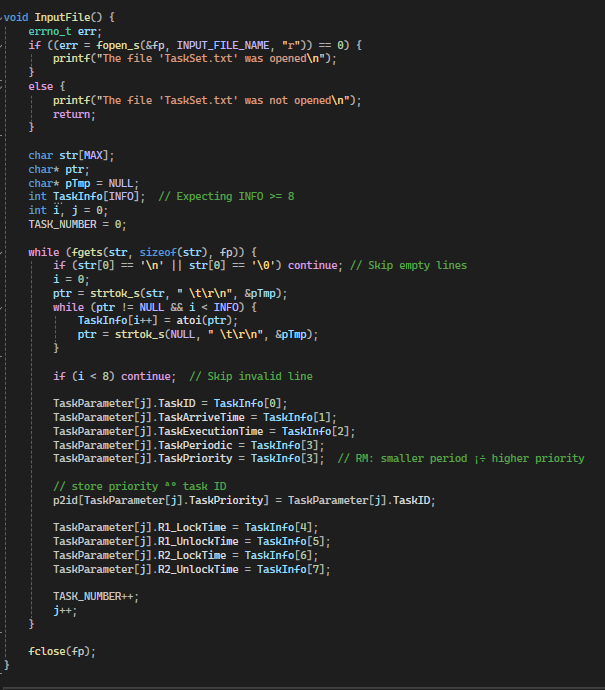 void InputFile() {
    errno_t err;
    if ((err = fopen_s(&fp, INPUT_FILE_NAME, "r")) == 0) {
        printf("The file 'TaskSet.txt' was opened\n");
    }
    else {
        printf("The file 'TaskSet.txt' was not opened\n");
        return;
    }

    char str[MAX];
    char* ptr;
    char* pTmp = NULL;
    int TaskInfo[INFO];  // Expecting INFO >= 8
    int i, j = 0;
    TASK_NUMBER = 0;

    while (fgets(str, sizeof(str), fp)) {
        if (str[0] == '\n' || str[0] == '\0') continue; // Skip empty lines
        i = 0;
        ptr = strtok_s(str, " \t\r\n", &pTmp);
        while (ptr != NULL && i < INFO) {
            TaskInfo[i++] = atoi(ptr);
            ptr = strtok_s(NULL, " \t\r\n", &pTmp);
        }

        if (i < 8) continue;  // Skip invalid line

        TaskParameter[j].TaskID = TaskInfo[0];
        TaskParameter[j].TaskArriveTime = TaskInfo[1];
        TaskParameter[j].TaskExecutionTime = TaskInfo[2];
        TaskParameter[j].TaskPeriodic = TaskInfo[3];
        TaskParameter[j].TaskPriority = TaskInfo[3];  // RM: smaller period ¡÷ higher priority

        // store priority ªº task ID
        p2id[TaskParameter[j].TaskPriority] = TaskParameter[j].TaskID;

        TaskParameter[j].R1_LockTime = TaskInfo[4];
        TaskParameter[j].R1_UnlockTime = TaskInfo[5];
        TaskParameter[j].R2_LockTime = TaskInfo[6];
        TaskParameter[j].R2_UnlockTime = TaskInfo[7];

        TASK_NUMBER++;
        j++;
    }

    fclose(fp);
}